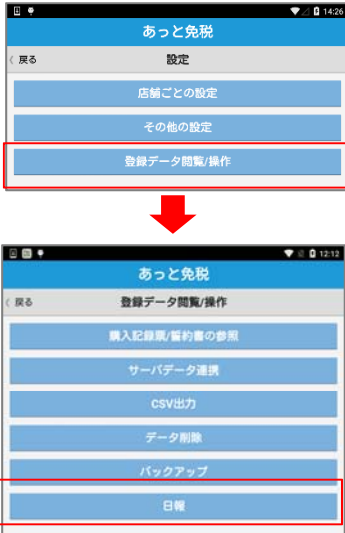 14:26
あっと免税
戻る
設定
店舗ごとの設定
その他の設定
登録データ閲覧/操作
12:12
あっと免税
戻る
登録データ閲覧/操作
購入記録票/誓約書の参照
サーバデータ連携
CSV出力
データ削除
バックアップ
日報